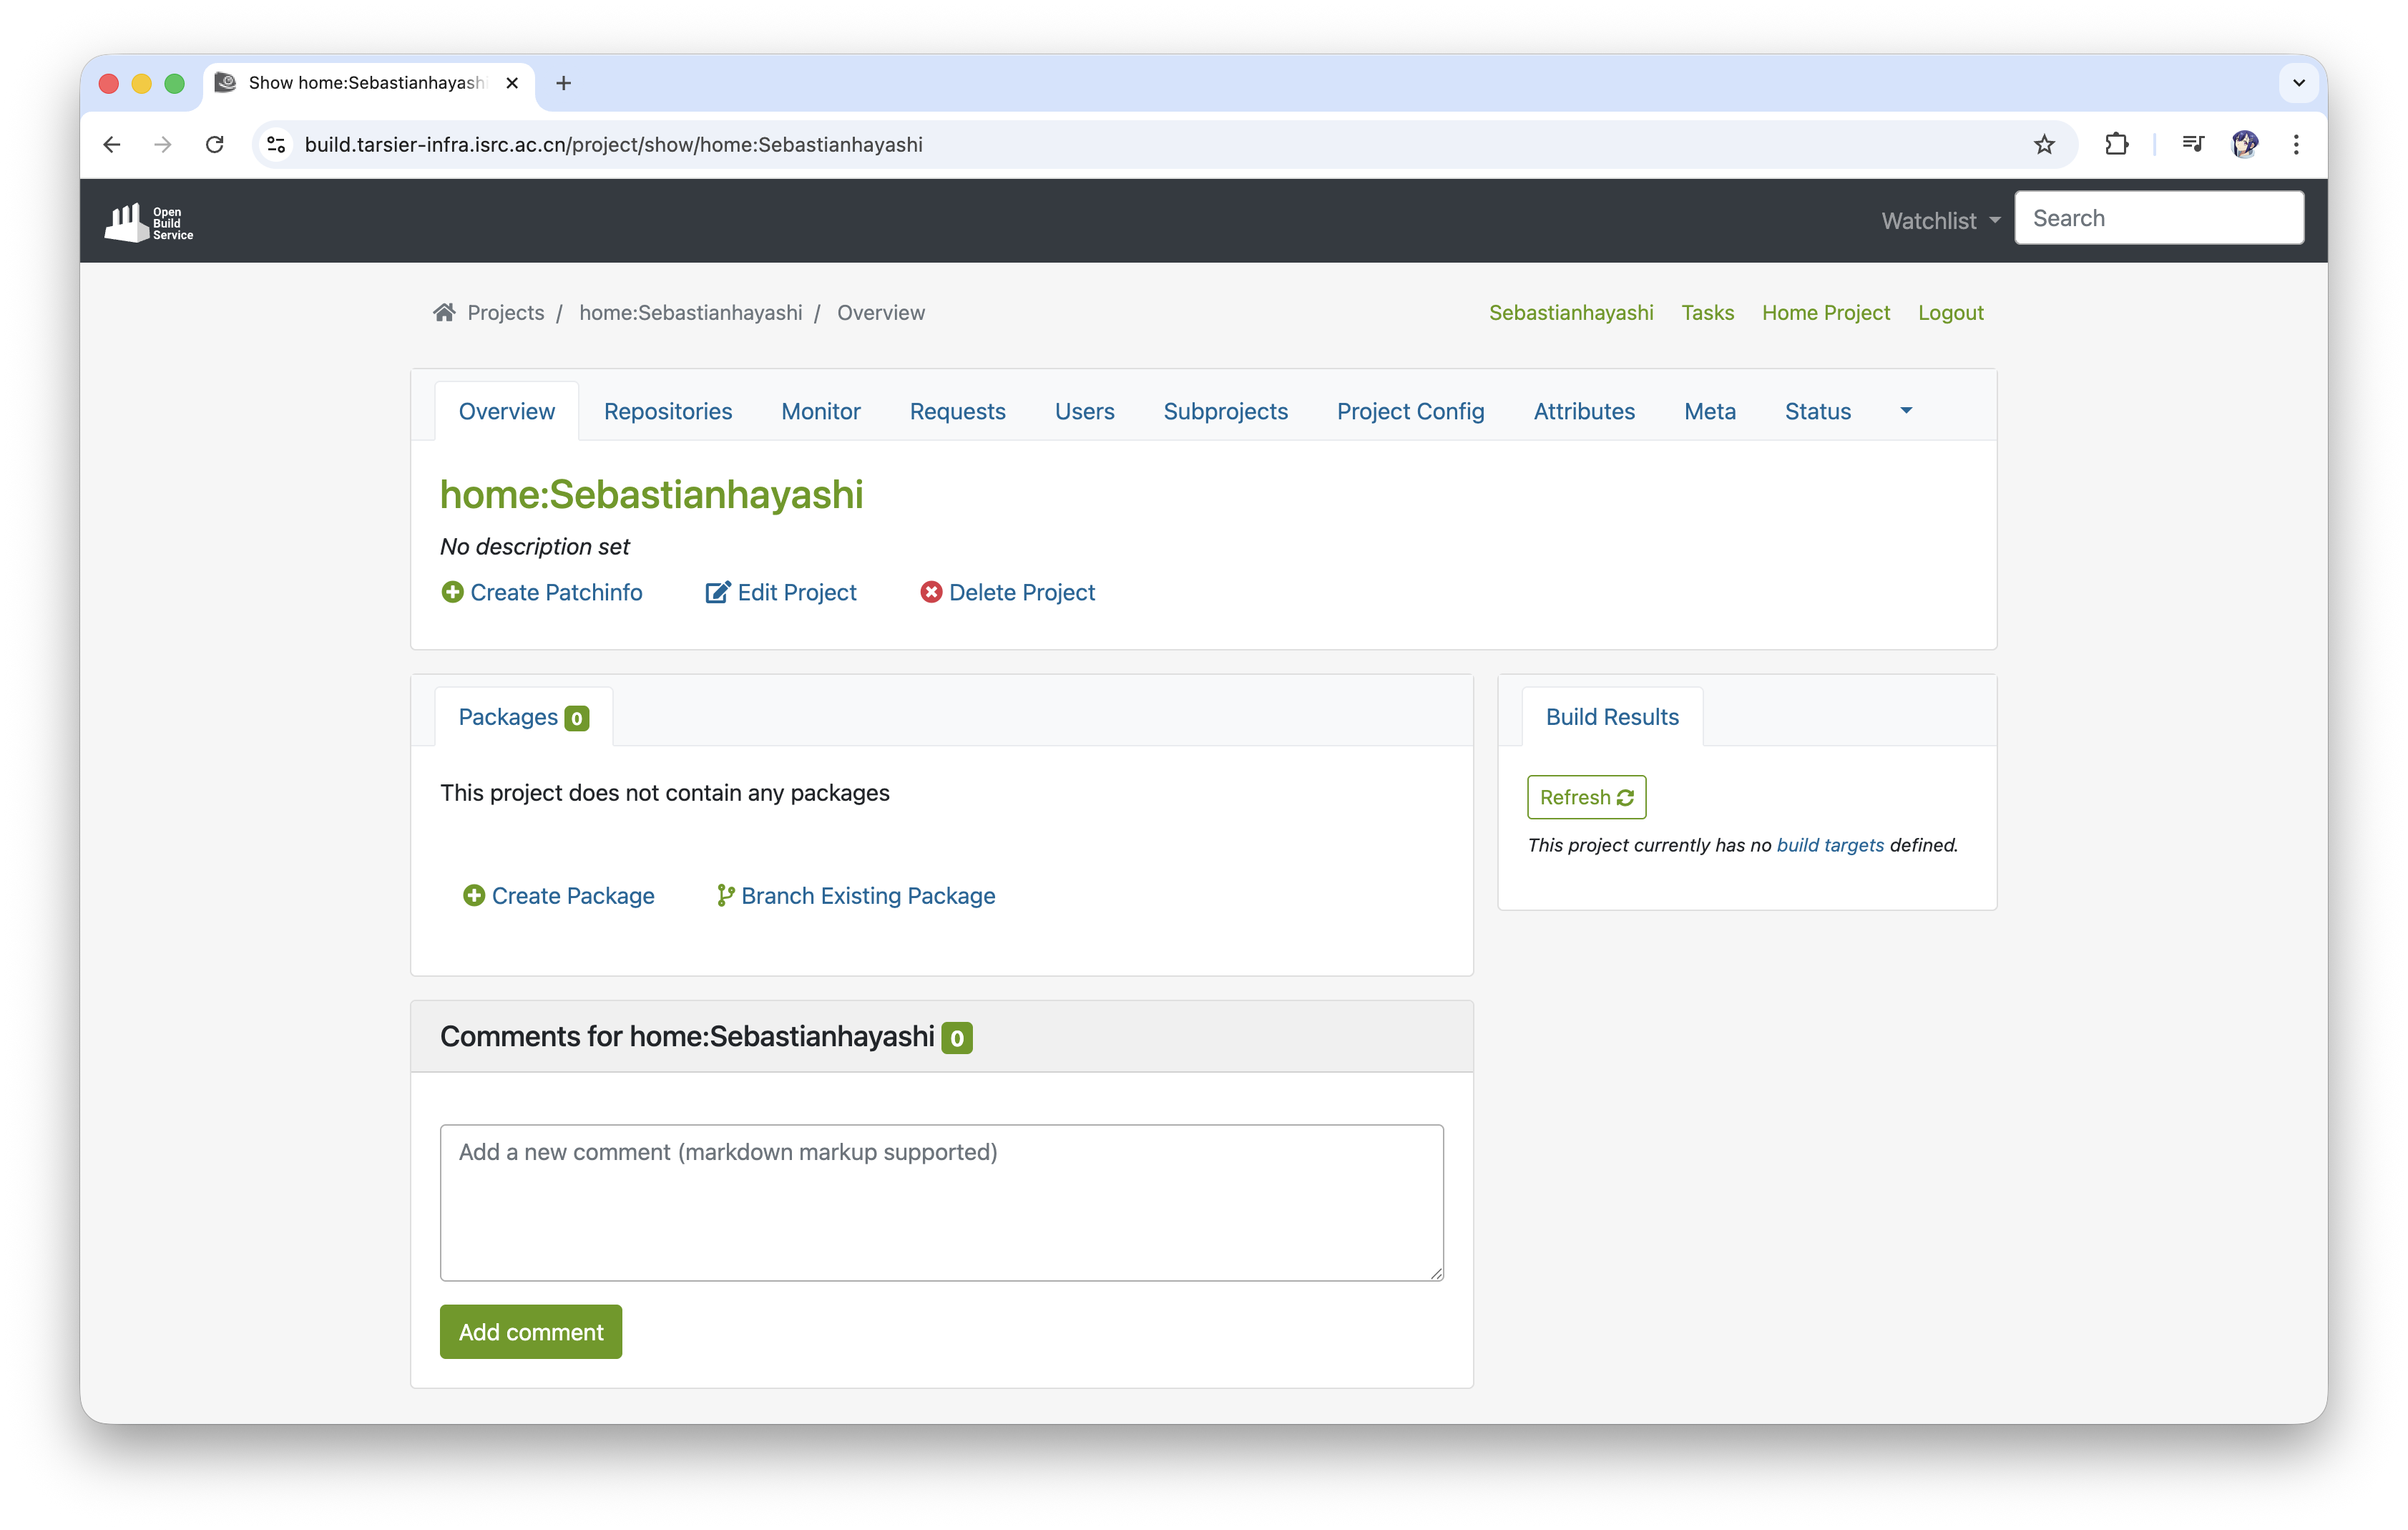 Show home:Sebastianhayash
build.tarsier-infra.isrc.ac.cn/project/show/home:Sebastianhayashi
Open
Build
Service
Watchlist
Search
Projects / home:Sebastianhayashi / Overview
Sebastianhayashi Tasks Home Project Logout
Overview Repositories Monitor Requests Users Subprojects Project Config Attributes Meta Status
home:Sebastianhayashi
No description set
Create Patchinfo Edit Project Delete Project
Packages 0
This project does not contain any packages
Create Package Branch Existing Package
Build Results
Refresh
This project currently has no build targets defined.
Comments for home:Sebastianhayashi 0
Add a new comment (markdown markup supported)
Add comment